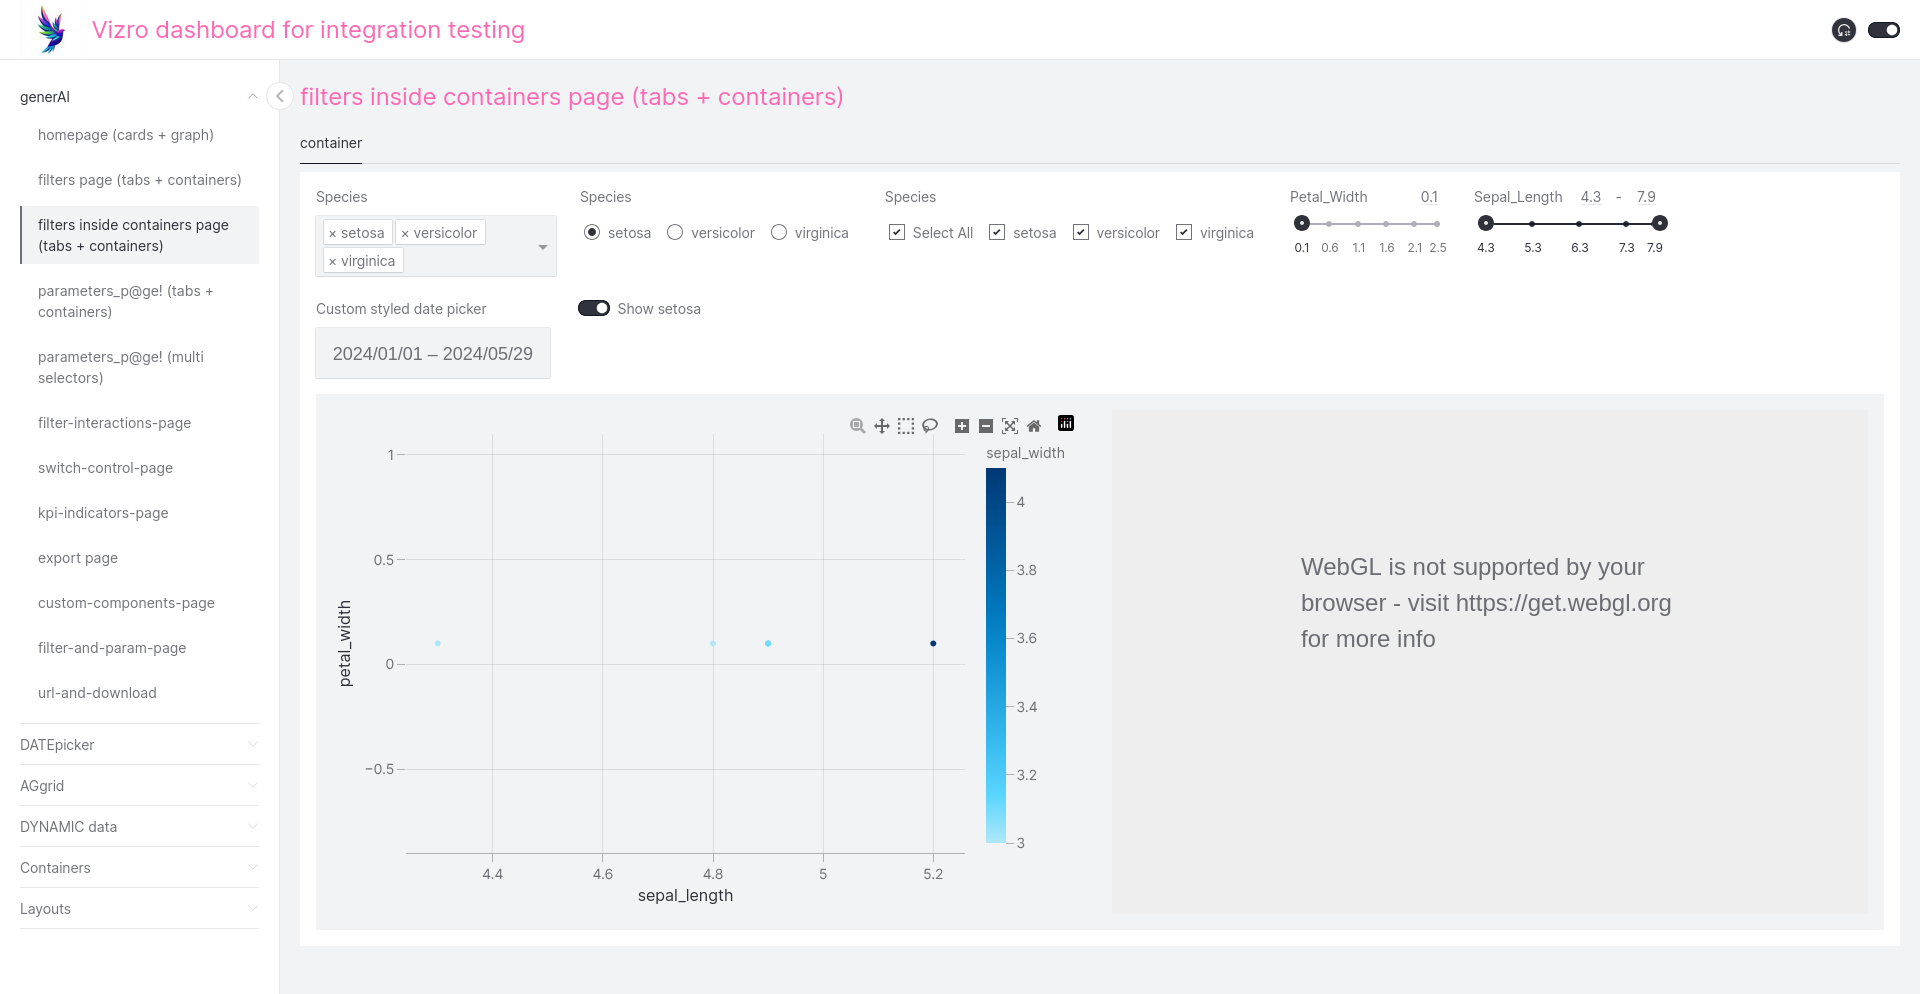 Vizro dashboard for integration testing
generAI
homepage (cards + graph)
filters page (tabs + containers)
filters inside containers page
(tabs + containers)
parameters_p@ge! (tabs +
containers)
parameters_p@ge! (multi
selectors)
filter-interactions-page
switch-control-page
kpi-indicators-page
export page
custom-components-page
filter-and-param-page
url-and-download
DATEpicker
AGgrid
DYNAMIC data
Containers
Layouts
filters inside containers page (tabs + containers)
container
Species
× setosa × versicolor
× virginica
Species
setosa versicolor virginica
Species
Select All setosa versicolor virginica
Petal_Width 0.1
0.1 0.6 1.1 1.6 2.1 2.5
Sepal_Length 4.3 - 7.9
4.3 5.3 6.3 7.3 7.9
Custom styled date picker
2024/01/01 – 2024/05/29
Show setosa
1
0.5
0
−0.5
petal_width
4.4 4.6 4.8 5 5.2
sepal_length
sepal_width
4
3.8
3.6
3.4
3.2
3
WebGL is not supported by your
browser - visit https://get.webgl.org
for more info